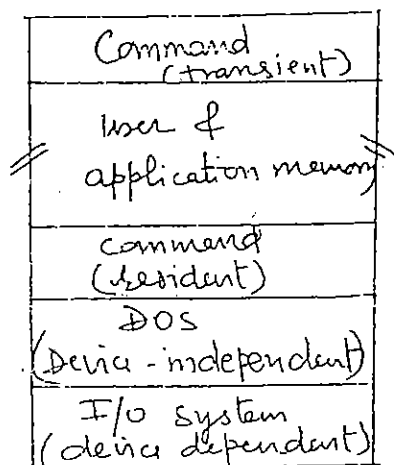 Command
(transient)
User &
application memory
command
(resident)
DOS
(Device-independent)
I/O system
(device dependent)